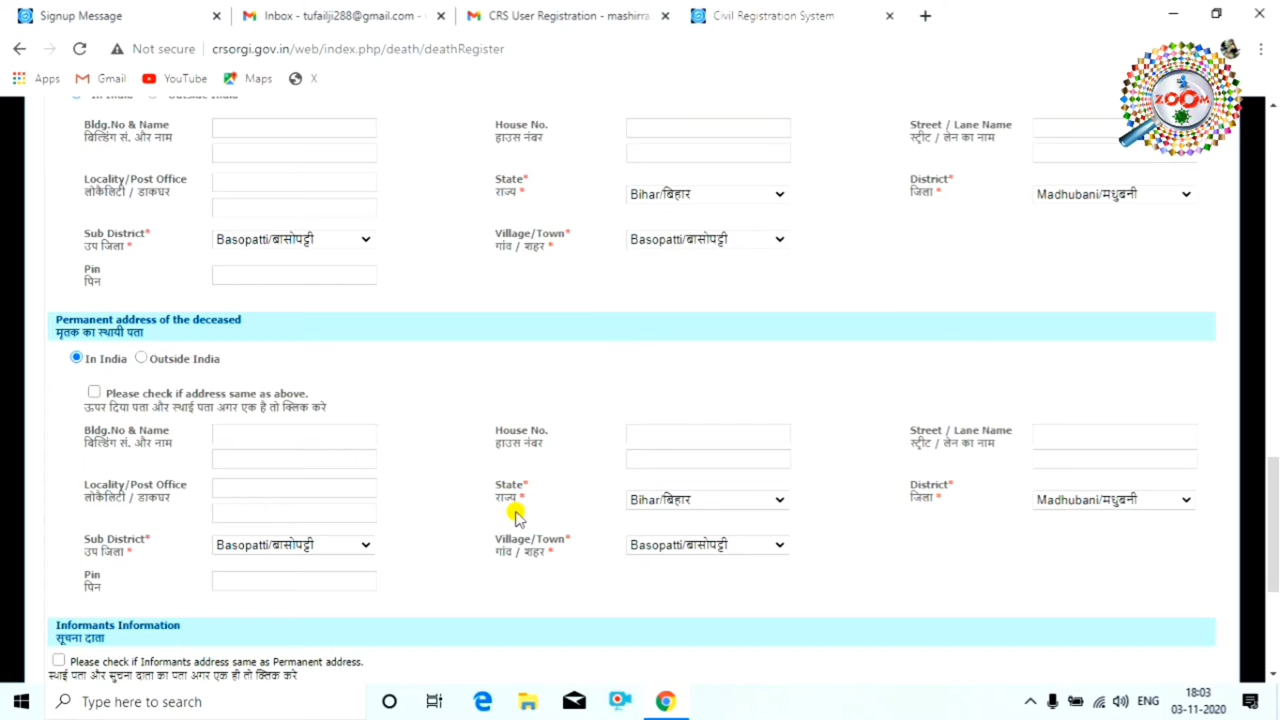 Signup Message
Inbox - tufailji288@gmail.com -
CRS User Registration - mashirra
Civil Registration System
Not secure
crsorgi.gov.in/web/index.php/death/deathRegister
Apps
Gmail
YouTube
Maps
X
ZOOM
In India
Outside India
Bldg.No & Name
बिल्डिंग सं. और नाम
House No.
हाउस नंबर
Street / Lane Name
स्ट्रीट / लेन का नाम
Locality/Post Office
लोकैलिटी / डाकघर
State*
राज्य *
Bihar/बिहार
District*
जिला *
Madhubani/मधुबनी
Sub District*
उप जिला *
Basopatti/बासोपट्टी
Village/Town*
गांव / शहर *
Basopatti/बासोपट्टी
Pin
पिन
Permanent address of the deceased
मृतक का स्थायी पता
In India
Outside India
Please check if address same as above.
ऊपर दिया पता और स्थाई पता अगर एक है तो क्लिक करे
Bldg.No & Name
बिल्डिंग सं. और नाम
House No.
हाउस नंबर
Street / Lane Name
स्ट्रीट / लेन का नाम
Locality/Post Office
लोकैलिटी / डाकघर
State*
राज्य *
Bihar/बिहार
District*
जिला *
Madhubani/मधुबनी
Sub District*
उप जिला *
Basopatti/बासोपट्टी
Village/Town*
गांव / शहर *
Basopatti/बासोपट्टी
Pin
पिन
Informants Information
सूचना दाता
Please check if Informants address same as Permanent address.
स्थाई पता और सुचना दाता का पता अगर एक ही तो क्लिक करे
Type here to search
ENG
18:03
03-11-2020